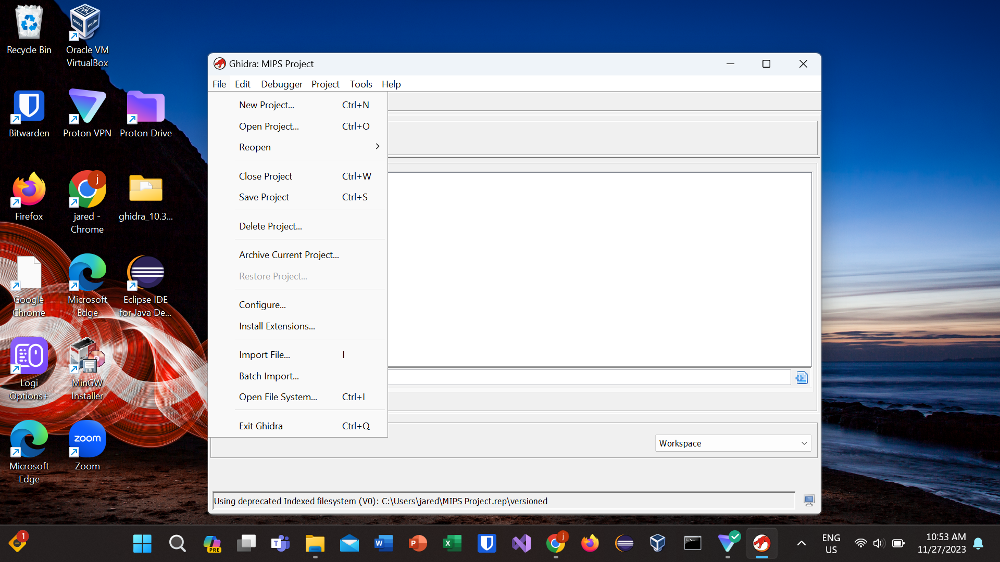 Recycle Bin
Oracle VM
VirtualBox
Bitwarden
Proton VPN
Proton Drive
Firefox
j
jared -
Chrome
ghidra_10.3...
Google
Chrome
Microsoft
Edge
Eclipse IDE
for Java De...
Logi
Options+
MinGW
Installer
Microsoft
Edge
zoom
Zoom
Ghidra: MIPS Project
File Edit Debugger Project Tools Help
New Project... Ctrl+N
Open Project... Ctrl+O
Reopen
Close Project Ctrl+W
Save Project Ctrl+S
Delete Project...
Archive Current Project...
Restore Project...
Configure...
Install Extensions...
Import File... I
Batch Import...
Open File System... Ctrl+I
Exit Ghidra Ctrl+Q
Workspace
Using deprecated Indexed filesystem (V0): C:\Users\jared\MIPS Project.rep\versioned
1
PRE
T
W
P
X
j
ENG
US
10:53 AM
11/27/2023